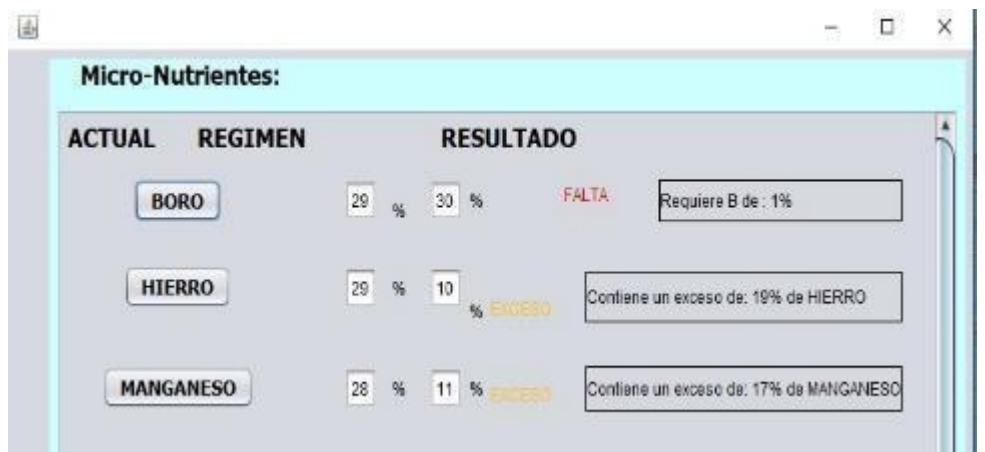 Micro-Nutrientes:
ACTUAL REGIMEN RESULTADO
BORO 29 % 30 % FALTA Requiere B de : 1%
HIERRO 29 % 10 % EXCESO Contiene un exceso de: 19% de HIERRO
MANGANESO 28 % 11 % EXCESO Contiene un exceso de: 17% de MANGANESO